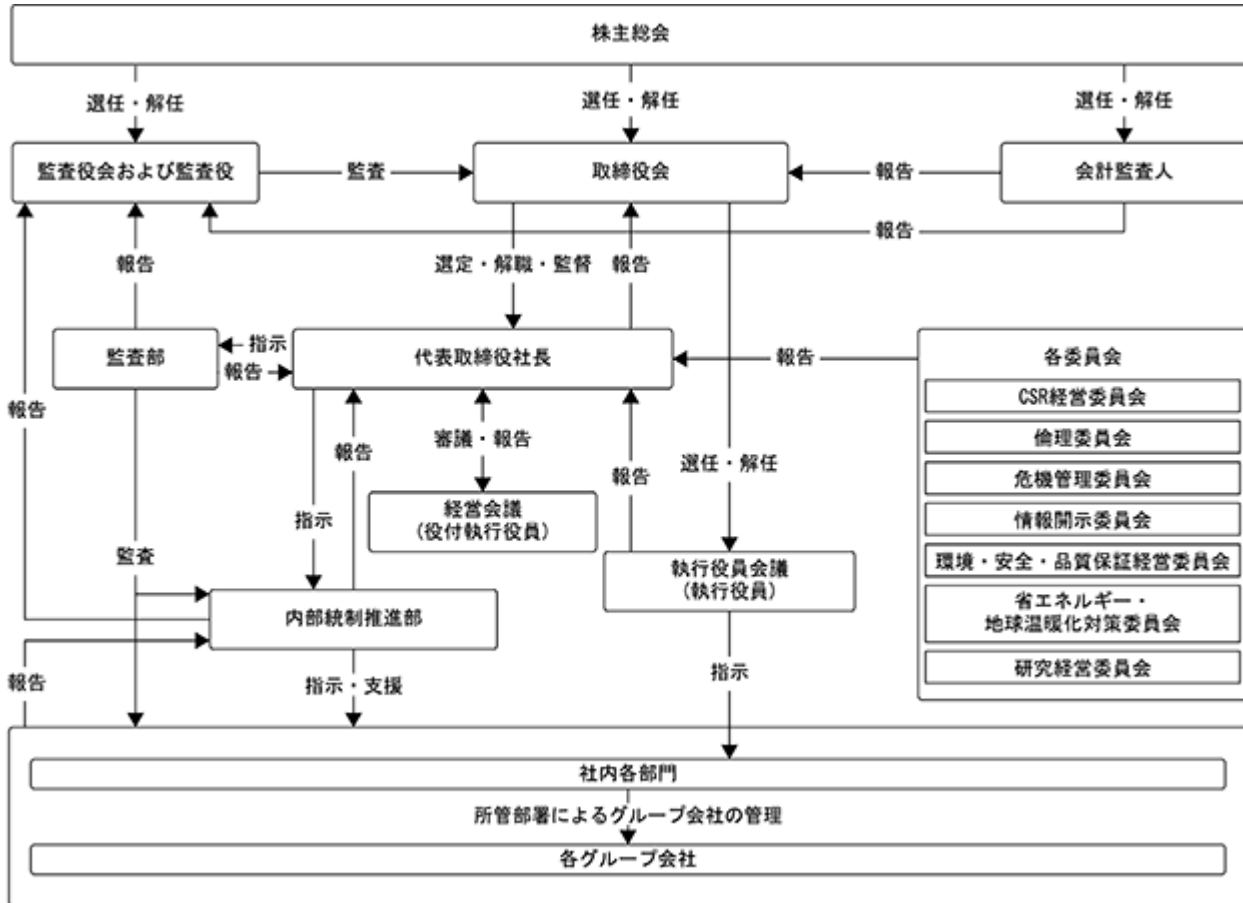 株主総会
選任・解任
選任・解任
選任・解任
監査役会および監査役
監査
取締役会
報告
会計監査人
報告
報告
選定・解職・監督
報告
監査部
指示
報告
代表取締役社長
報告
各委員会
CSR経営委員会
倫理委員会
危機管理委員会
情報開示委員会
環境・安全・品質保証経営委員会
省エネルギー・
地球温暖化対策委員会
研究経営委員会
報告
報告
審議・報告
報告
選任・解任
経営会議
(役付執行役員)
指示
監査
執行役員会議
(執行役員)
内部統制推進部
報告
指示・支援
指示
社内各部門
所管部署によるグループ会社の管理
各グループ会社